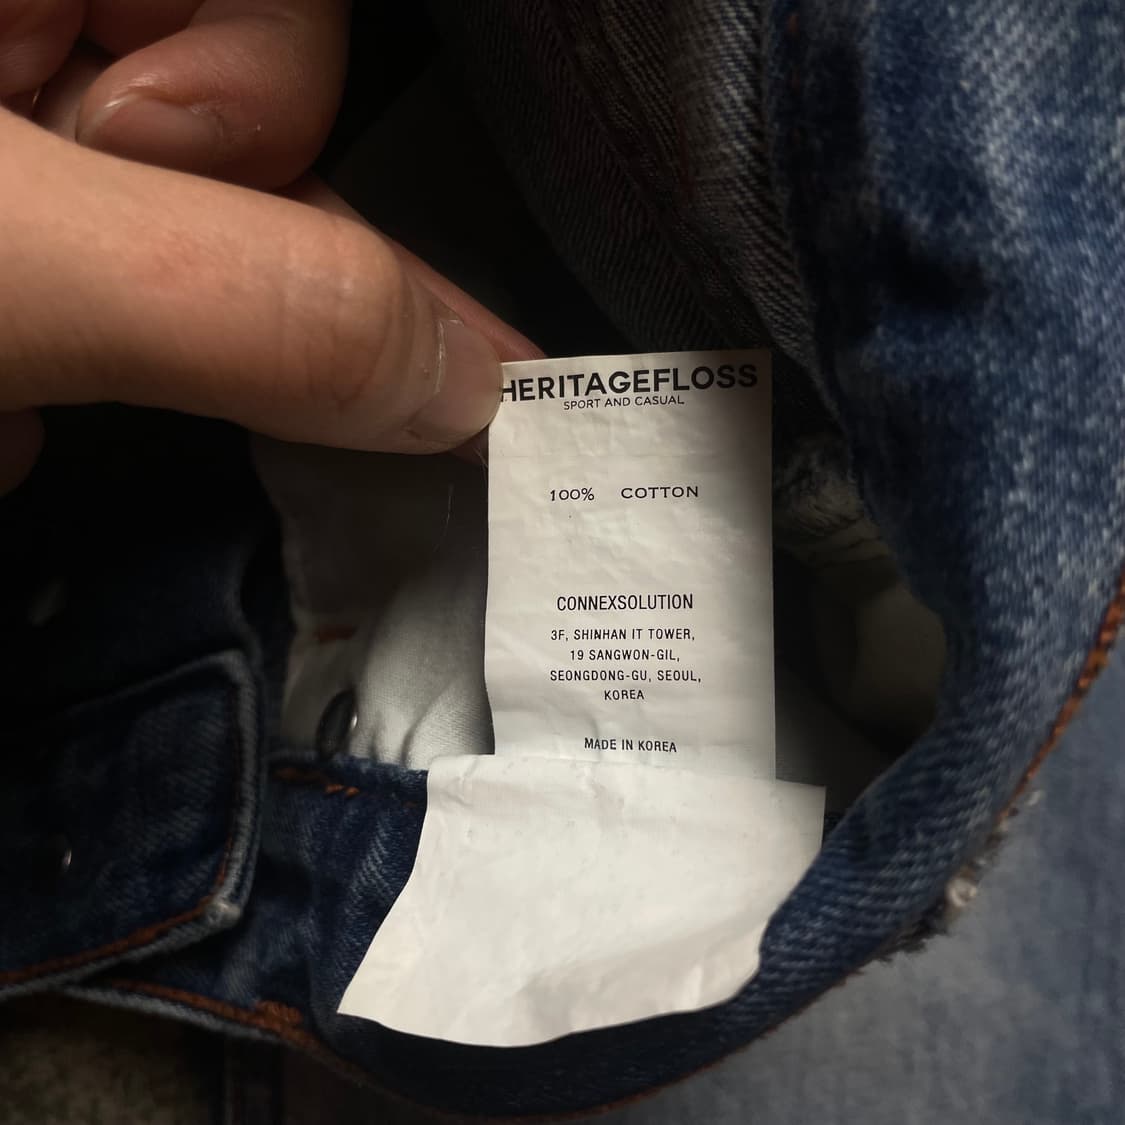 HERITAGEFLOSS
SPORT AND CASUAL
100% COTTON
CONNEXSOLUTION
3F, SHINHAN IT TOWER,
19 SANGWON-GIL,
SEONGDONG-GU, SEOUL,
KOREA
MADE IN KOREA